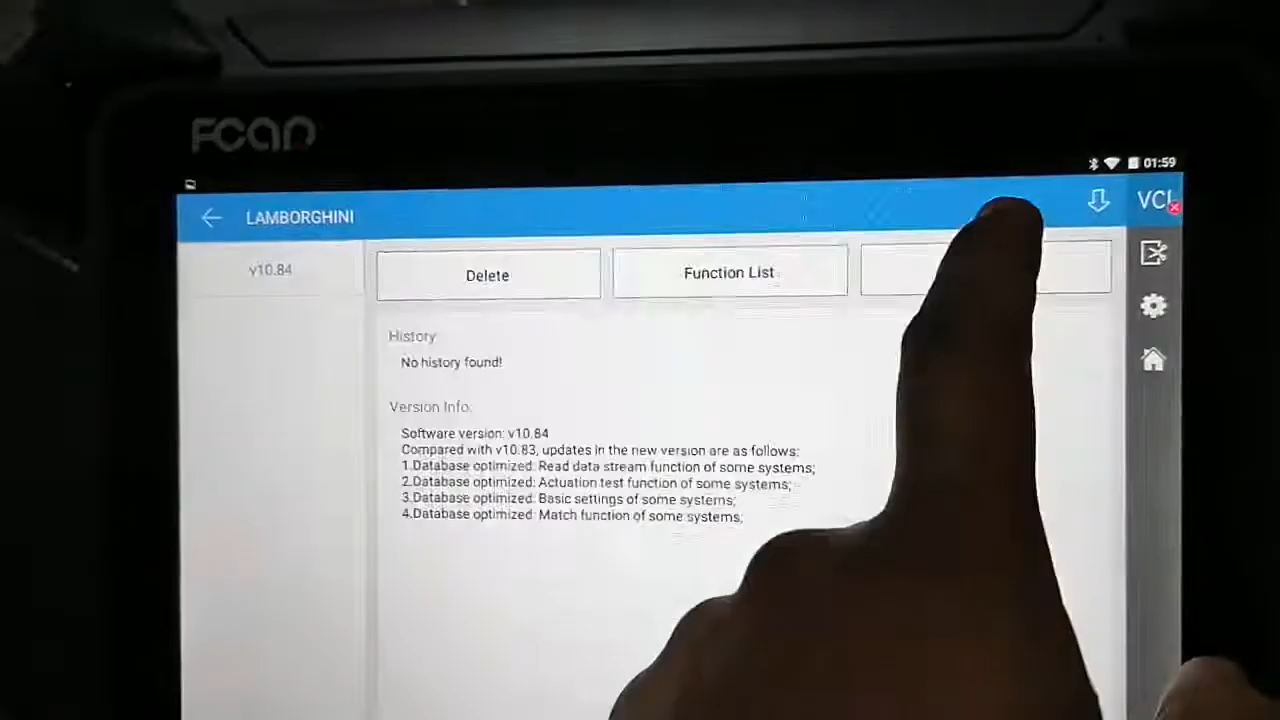 FCAR
01:59
LAMBORGHINI
VCI
v10.84
Delete
Function List
History
No history found!
Version Info.
Software version: v10.84
Compared with v10.83, updates in the new version are as follows:
1.Database optimized: Read data stream function of some systems;
2.Database optimized: Actuation test function of some systems;
3.Database optimized: Basic settings of some systems;
4.Database optimized: Match function of some systems;